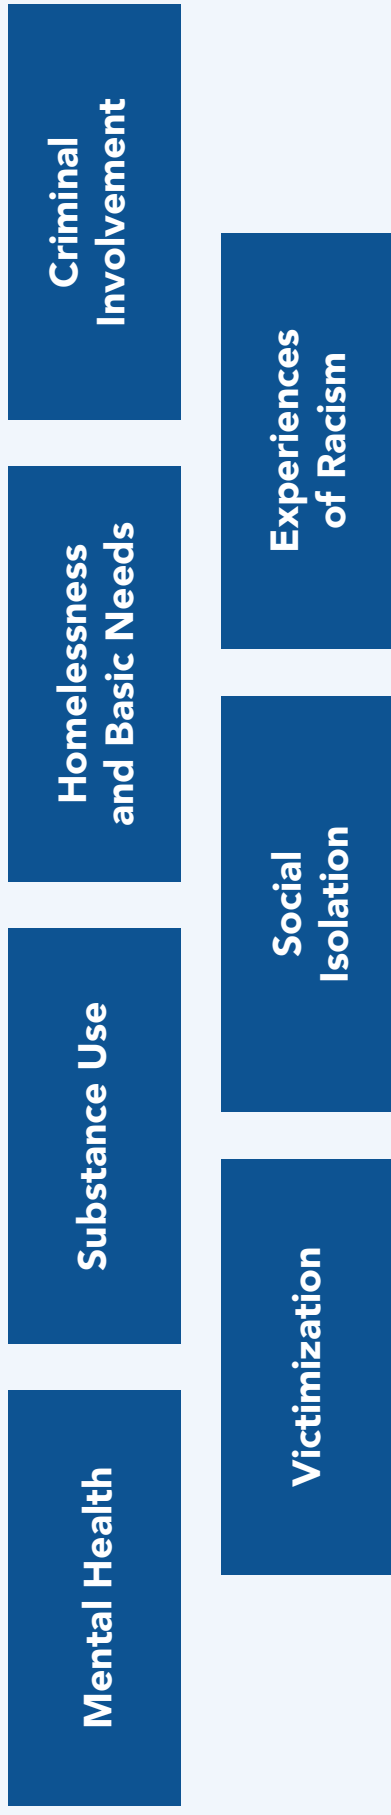 Mental Health
Substance Use
Homelessness
and Basic Needs
Criminal
Involvement
Victimization
Social
Isolation
Experiences
of Racism